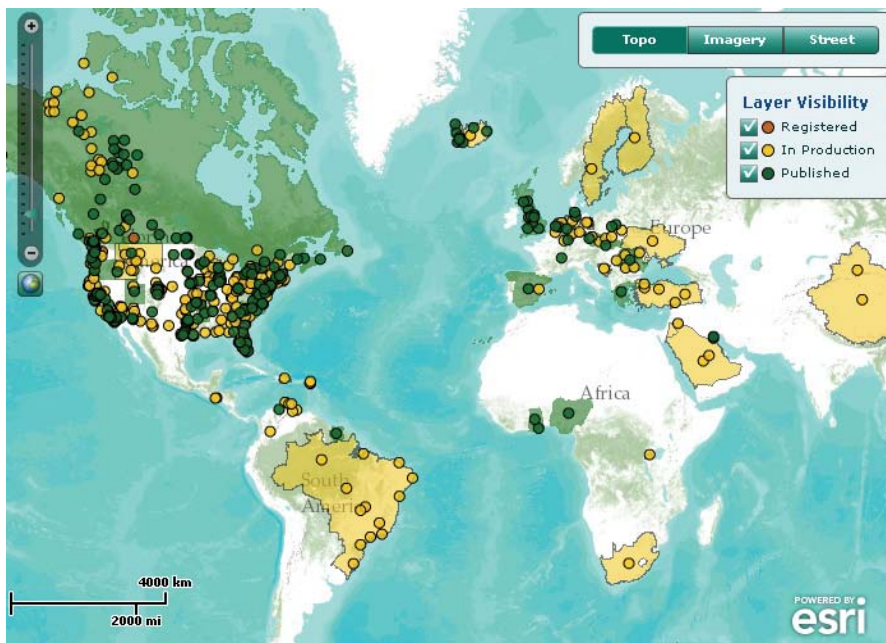 Topo
Imagery
Street
Layer Visibility
Registered
In Production
Published
Europe
Africa
South
America
4000 km
2000 mi
POWERED BY
esri